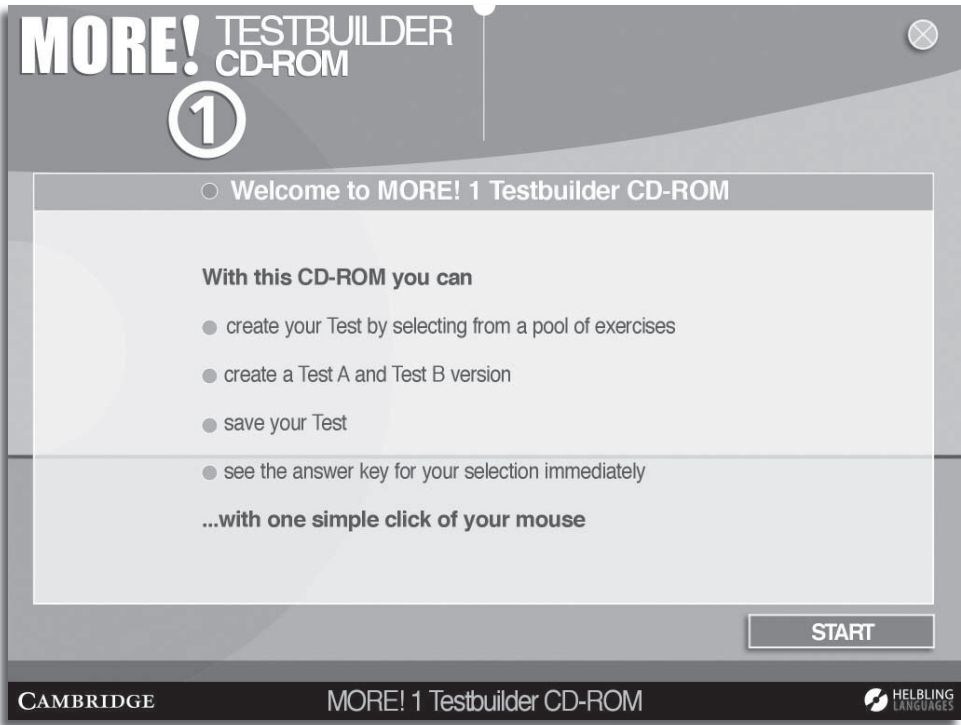 MORE! TESTBUILDER
CD-ROM
1
Welcome to MORE! 1 Testbuilder CD-ROM
With this CD-ROM you can
create your Test by selecting from a pool of exercises
create a Test A and Test B version
save your Test
see the answer key for your selection immediately
...with one simple click of your mouse
START
CAMBRIDGE
MORE! 1 Testbuilder CD-ROM
HELBLING
LANGUAGES